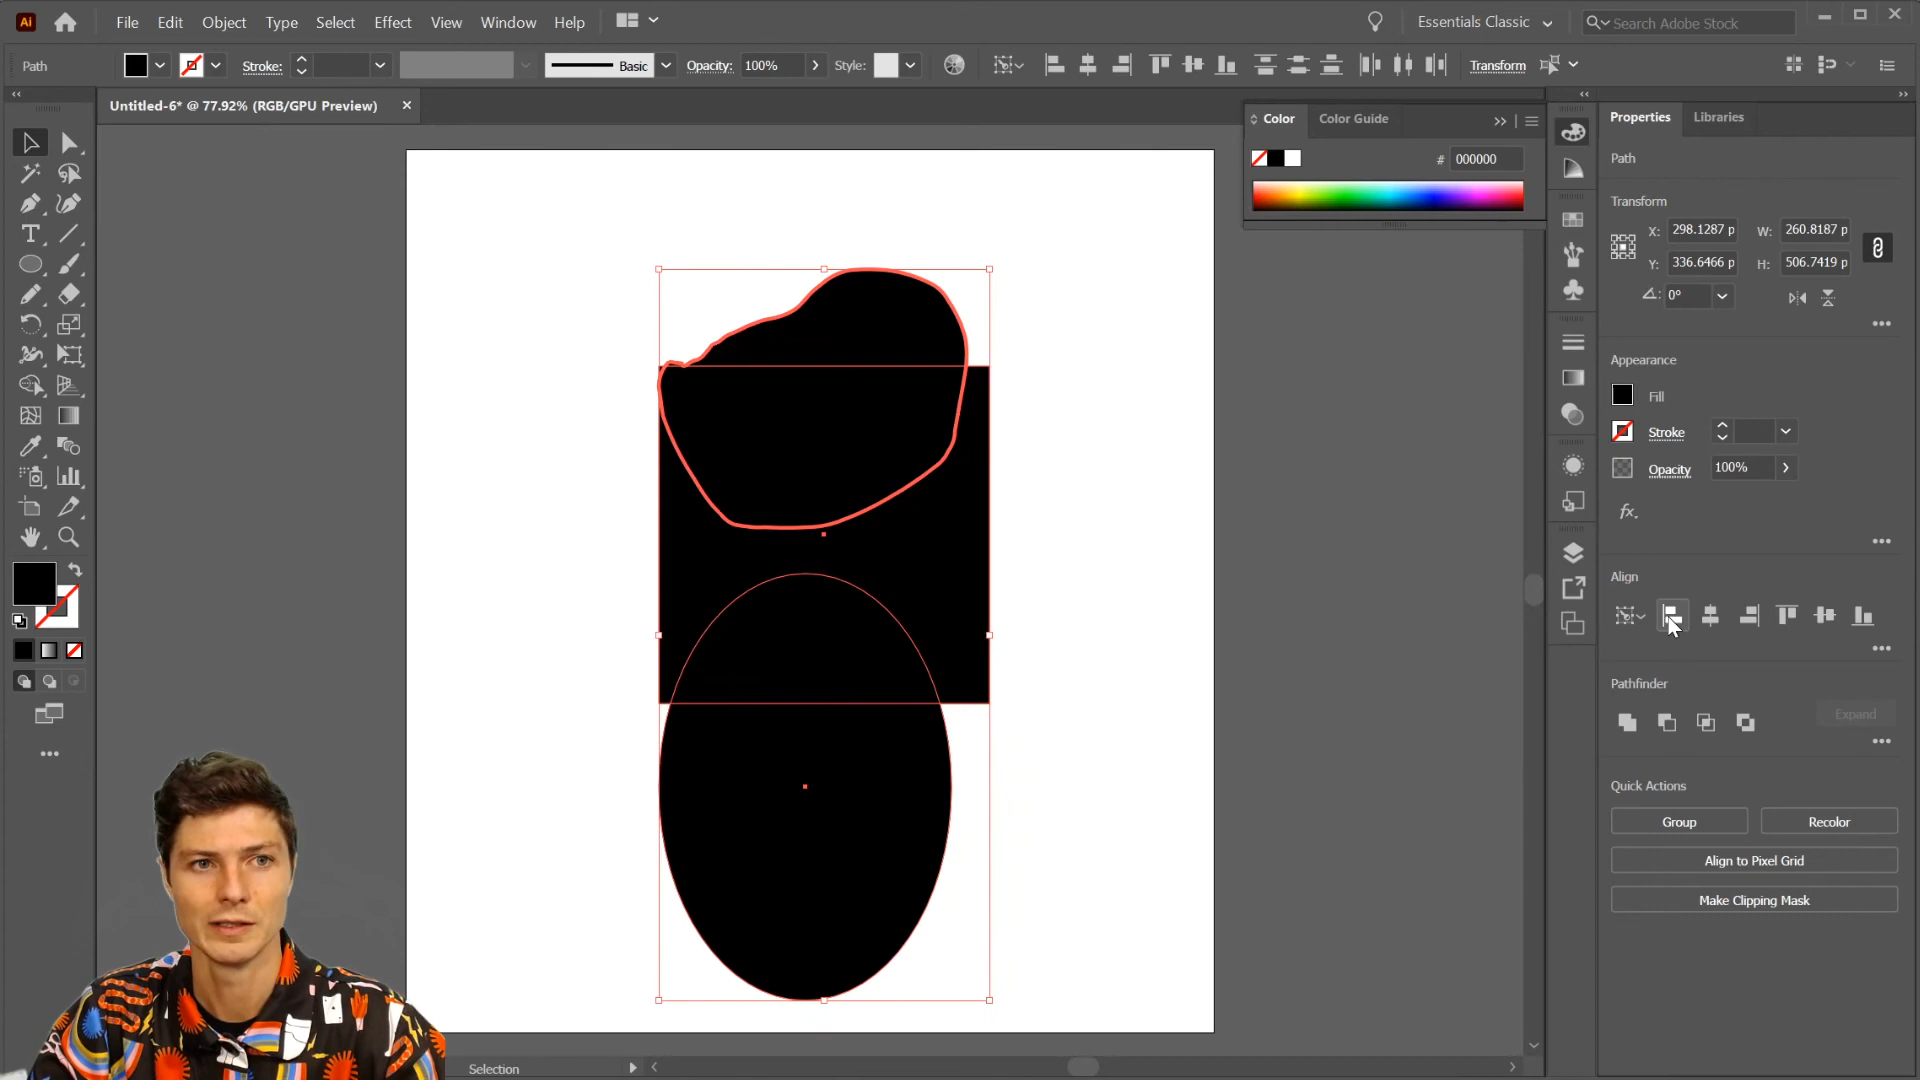 Ai File Edit Object Type Select Effect View Window Help Essentials Classic Search Adobe Stock
Path Stroke: Basic Opacity: 100% Style: Transform
Untitled-6* @ 77.92% (RGB/GPU Preview)
Color Color Guide
# 000000
Properties Libraries
Path
Transform
X: 298.1287 p W: 260.8187 p
Y: 336.6466 p H: 506.7419 p
0°
Appearance
Fill
Stroke
Opacity 100%
fx.
Align
Pathfinder
Expand
Quick Actions
Group Recolor
Align to Pixel Grid
Make Clipping Mask
Selection